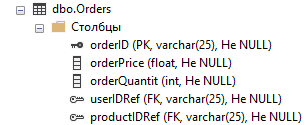 dbo.Orders
Столбцы
orderID (PK, varchar(25), Не NULL)
orderPrice (float, Не NULL)
orderQuantit (int, Не NULL)
userIDRef (FK, varchar(25), Не NULL)
productIDRef (FK, varchar(25), Не NULL)